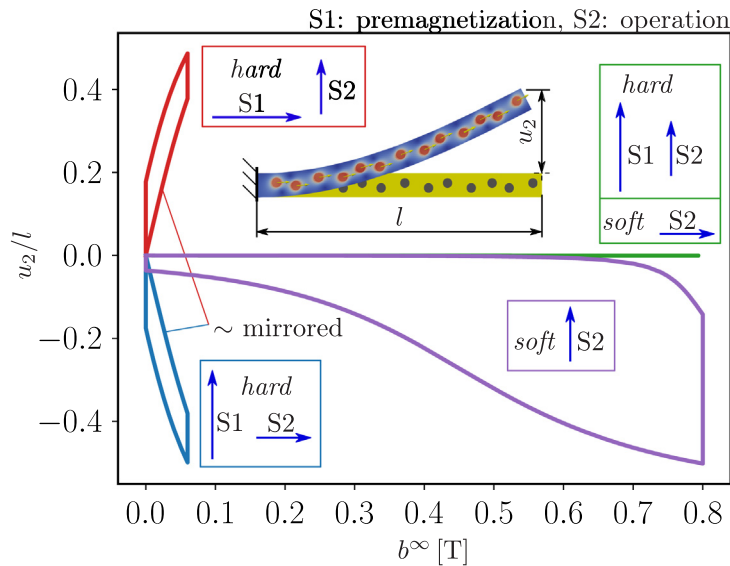 S1: premagnetization, S2: operation
hard
S1
S2
hard
S1
S2
soft
S2
u₂
l
0.4
0.2
0.0
−0.2
−0.4
u₂/l
∼ mirrored
soft
S2
hard
S1
S2
0.0
0.1
0.2
0.3
0.4
0.5
0.6
0.7
0.8
b∞ [T]